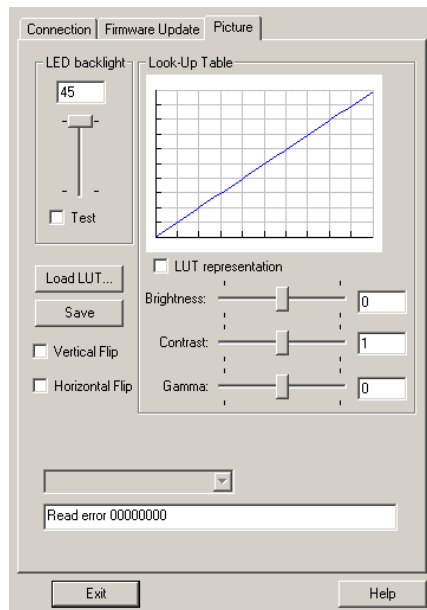 Connection Firmware Update Picture
LED backlight
45
Test
Load LUT...
Save
Vertical Flip
Horizontal Flip
Look-Up Table
LUT representation
Brightness: 0
Contrast: 1
Gamma: 0
Read error 00000000
Exit Help